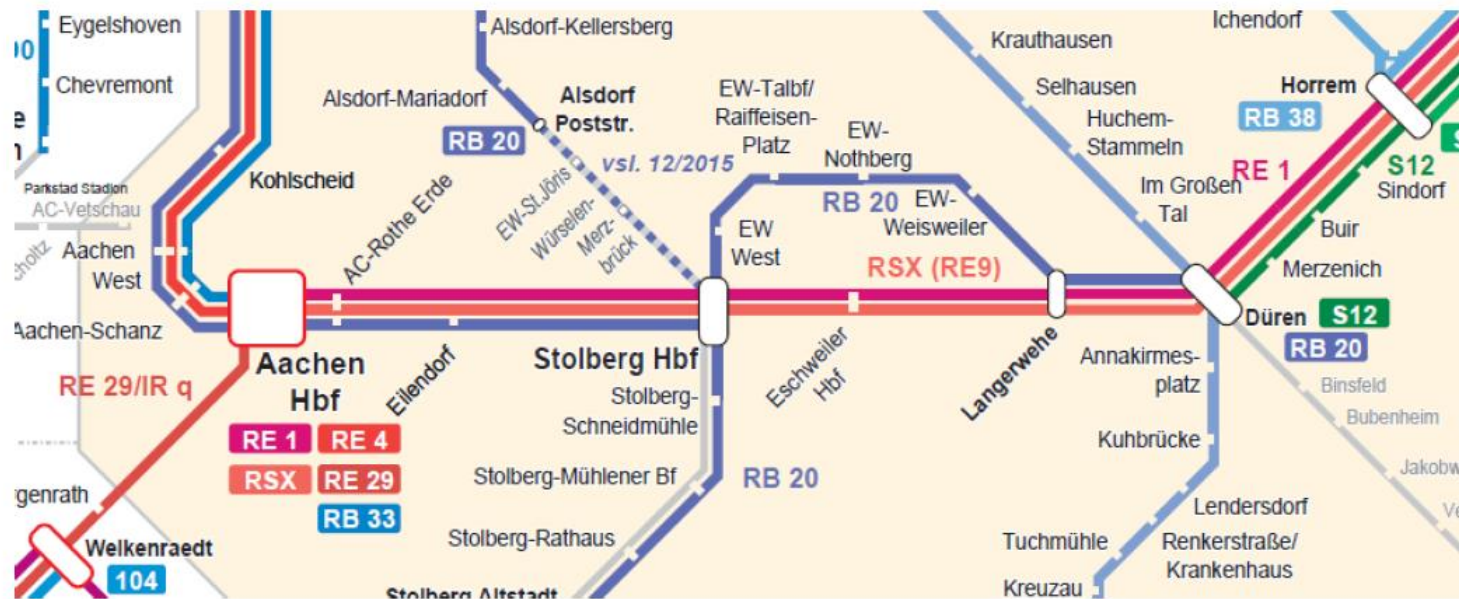 Eygelshoven
Chevremont
Parkstad Stadion
AC-Vetschau
Aachen
West
Aachen-Schanz
Kohlscheid
RE 29/IR q
Aachen
Hbf
RE 1 RE 4
RSX RE 29
RB 33
Welkenraedt
104
AC-Rothe Erde
Eilendorf
Alsdorf-Kellersberg
Alsdorf-Mariadorf
Alsdorf
Poststr.
RB 20
vsl. 12/2015
EW-St.Jöris
Würselen-
Merz-
brück
Stolberg Hbf
Stolberg-
Schneidmühle
Stolberg-Mühlener Bf
RB 20
Stolberg-Rathaus
Stolberg Altstadt
EW-Talbf/
Raiffeisen-
Platz
EW-
Nothberg
RB 20
EW-
Weisweiler
EW
West
RSX (RE9)
Eschweiler
Hbf
Langerwehe
Krauthausen
Selhausen
Huchem-
Stammeln
Im Großen
Tal
RE 1
Ichendorf
Horrem
RB 38
S12
Sindorf
Buir
Merzenich
Düren S12
RB 20
Annakirmes-
platz
Kuhbrücke
Lendersdorf
Renkerstraße/
Krankenhaus
Tuchmühle
Kreuzau
Binsfeld
Bubenheim